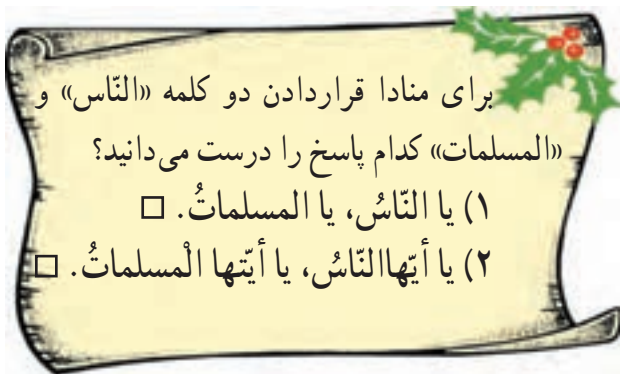 برای منادا قراردادن دو کلمه «النّاس» و
«المسلمات» کدام پاسخ را درست می‌دانید؟
۱) یا النّاسُ، یا المسلماتُ. □
۲) یا أیّهاالنّاسُ، یا أیّتها الْمسلماتُ. □